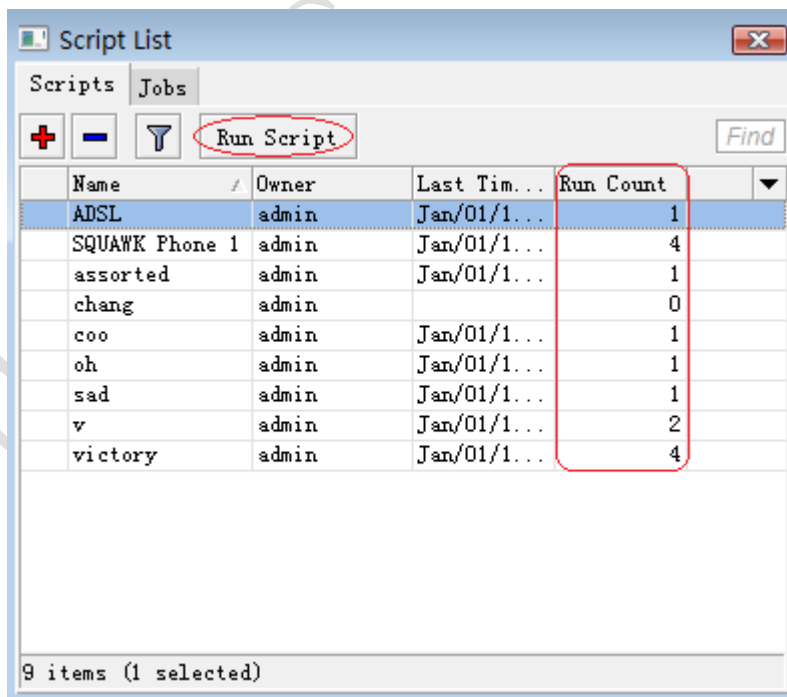 Script List
Scripts Jobs
Run Script Find
Name Owner Last Tim... Run Count
ADSL admin Jan/01/1... 1
SQUAWK Phone 1 admin Jan/01/1... 4
assorted admin Jan/01/1... 1
chang admin 0
coo admin Jan/01/1... 1
oh admin Jan/01/1... 1
sad admin Jan/01/1... 1
v admin Jan/01/1... 2
victory admin Jan/01/1... 4
9 items (1 selected)